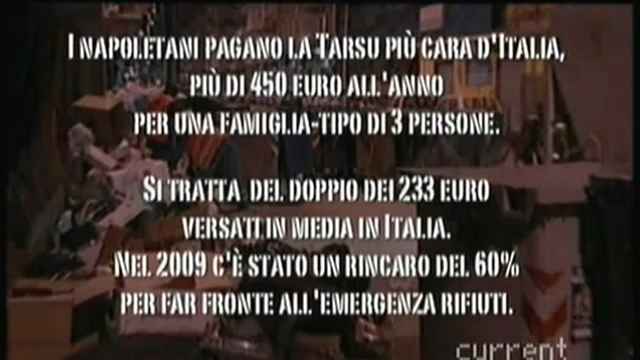 I NAPOLETANI PAGANO LA TARSU PIÙ CARA D'ITALIA,
PIÙ DI 450 EURO ALL'ANNO
PER UNA FAMIGLIA-TIPO DI 3 PERSONE.
SI TRATTA DEL DOPPIO DEI 233 EURO
VERSATI IN MEDIA IN ITALIA.
NEL 2009 C'È STATO UN RINCARO DEL 60%
PER FAR FRONTE ALL'EMERGENZA RIFIUTI.
current